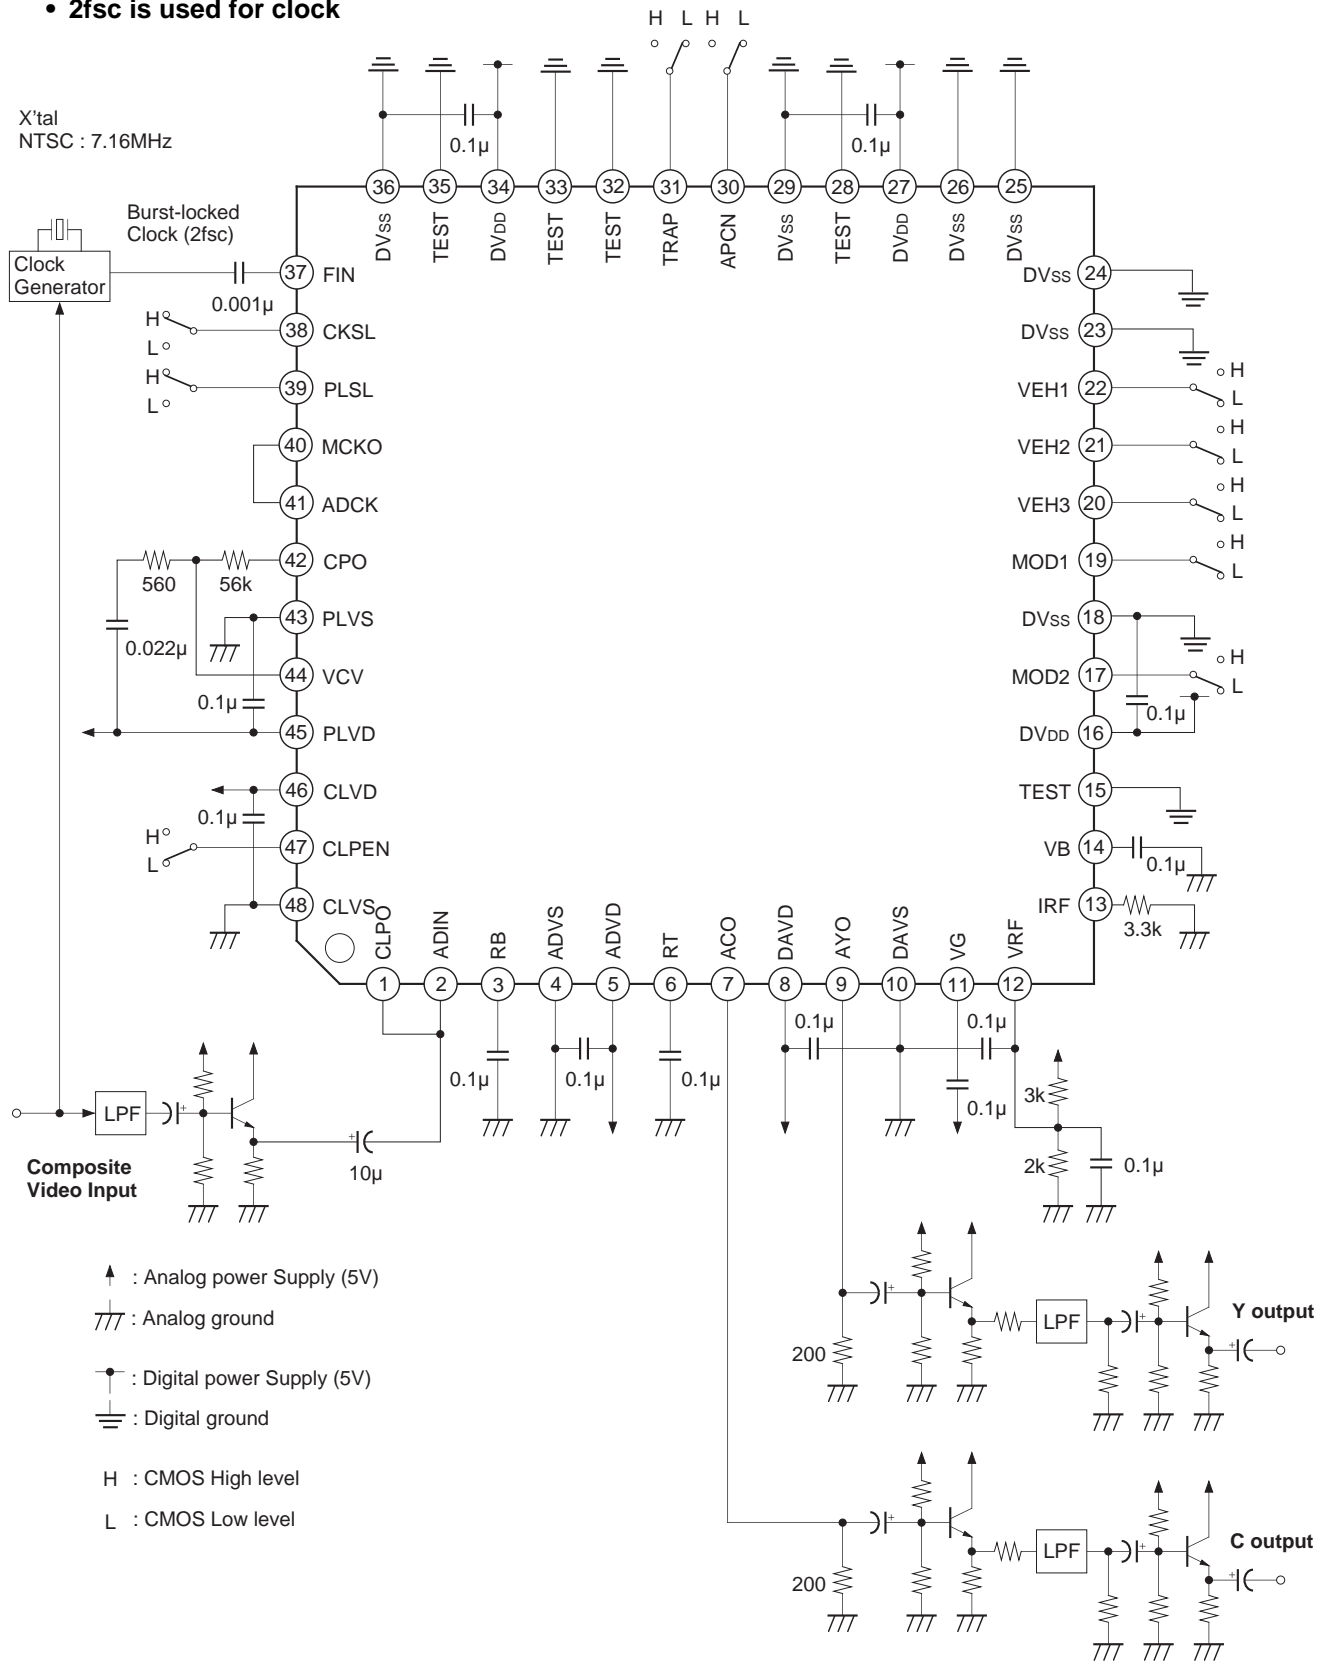 • 2fsc is used for clock
H L H L
X'tal
NTSC : 7.16MHz
0.1µ
0.1µ
36 35 34 33 32 31 30 29 28 27 26 25
DVss TEST DVDD TEST TEST TRAP APCN DVss TEST DVDD DVss DVss
Burst-locked
Clock (2fsc)
Clock
Generator
0.001µ
37 FIN
H
L
38 CKSL
H
L
39 PLSL
40 MCKO
41 ADCK
560
56k
42 CPO
0.022µ
43 PLVS
44 VCV
0.1µ
45 PLVD
46 CLVD
0.1µ
H
L
47 CLPEN
48 CLVS
DVss 24
DVss 23
VEH1 22
H
L
VEH2 21
H
L
VEH3 20
H
L
MOD1 19
H
L
DVss 18
MOD2 17
H
L
0.1µ
DVDD 16
TEST 15
VB 14
0.1µ
IRF 13
3.3k
CLPO ADIN RB ADVS ADVD RT ACO DAVD AYO DAVS VG VRF
1 2 3 4 5 6 7 8 9 10 11 12
0.1µ
0.1µ
0.1µ
0.1µ
0.1µ
0.1µ
0.1µ
3k
2k
0.1µ
LPF
10µ
Composite
Video Input
: Analog power Supply (5V)
: Analog ground
: Digital power Supply (5V)
: Digital ground
H : CMOS High level
L : CMOS Low level
200
LPF
Y output
200
LPF
C output